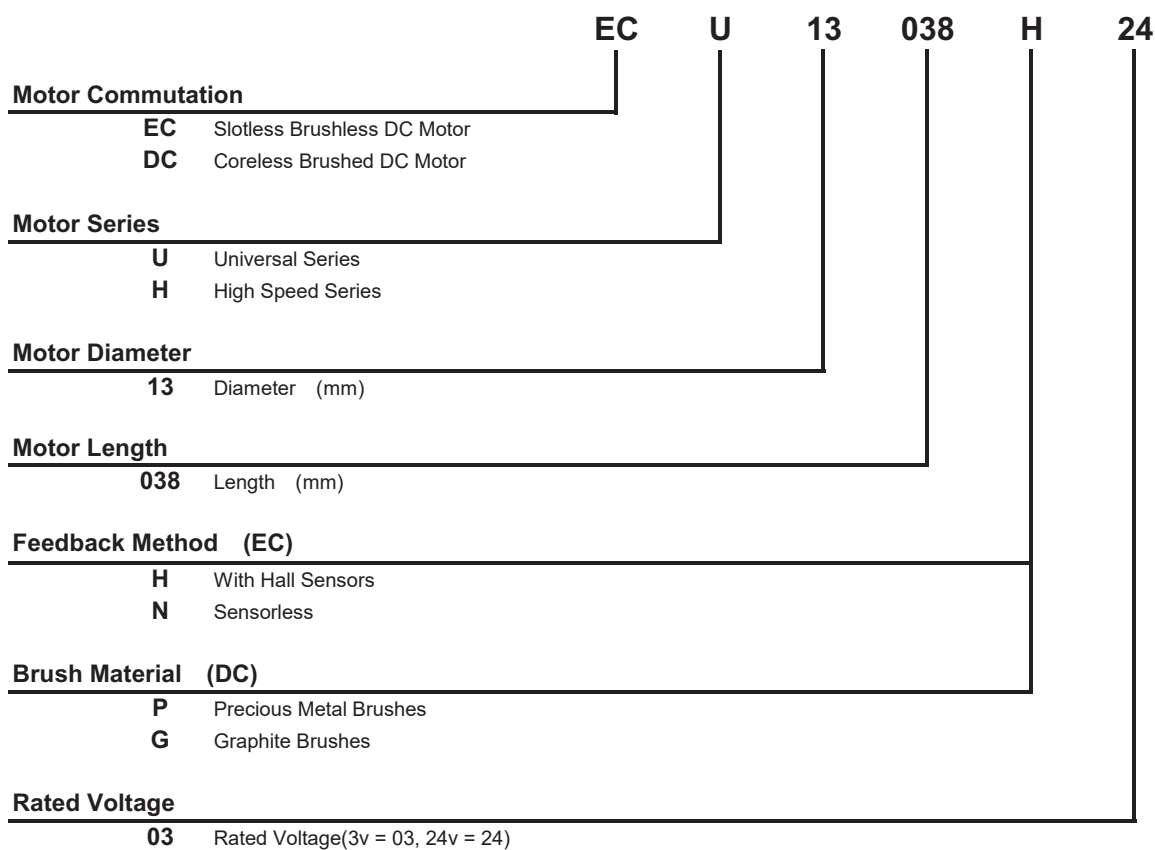 EC U 13 038 H 24
Motor Commutation
EC Slotless Brushless DC Motor
DC Coreless Brushed DC Motor
Motor Series
U Universal Series
H High Speed Series
Motor Diameter
13 Diameter (mm)
Motor Length
038 Length (mm)
Feedback Method (EC)
H With Hall Sensors
N Sensorless
Brush Material (DC)
P Precious Metal Brushes
G Graphite Brushes
Rated Voltage
03 Rated Voltage(3v = 03, 24v = 24)